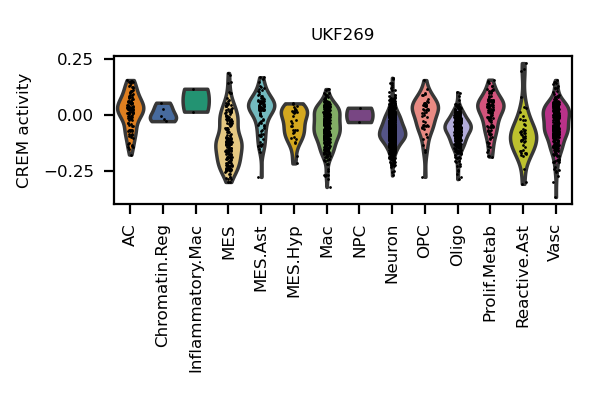 UKF269
CREM activity
0.25
0.00
−0.25
AC
Chromatin.Reg
Inflammatory.Mac
MES
MES.Ast
MES.Hyp
Mac
NPC
Neuron
OPC
Oligo
Prolif.Metab
Reactive.Ast
Vasc